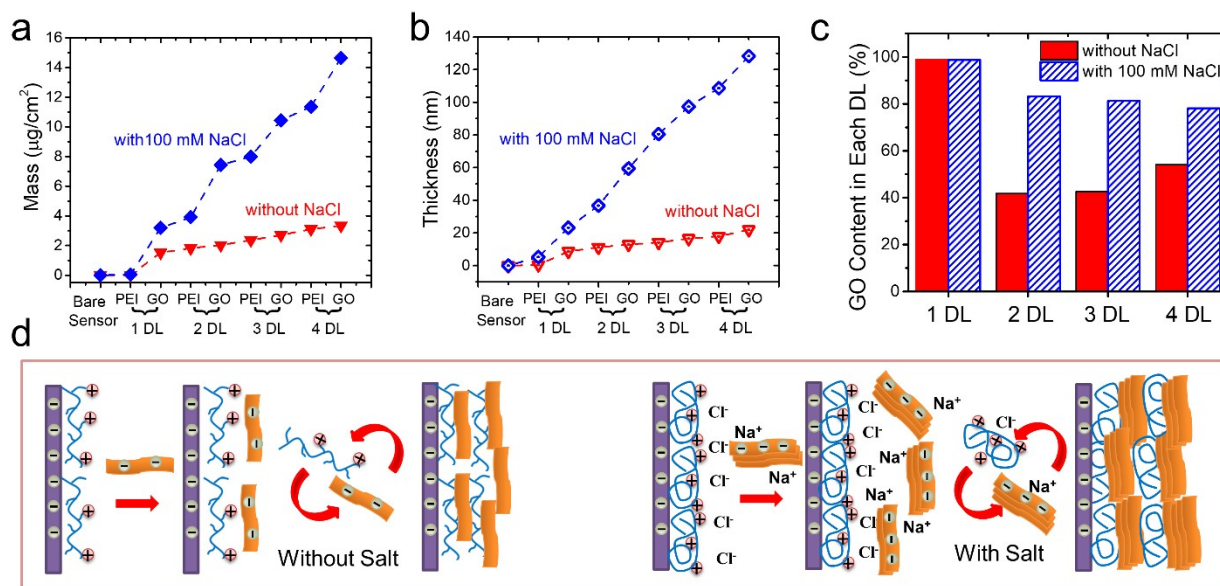 a
Mass (µg/cm²)
16
14
12
10
8
6
4
2
0
with100 mM NaCl
without NaCl
Bare
Sensor
PEI GO PEI GO PEI GO PEI GO
1 DL 2 DL 3 DL 4 DL
b
Thickness (nm)
140
120
100
80
60
40
20
0
with 100 mM NaCl
without NaCl
Bare
Sensor
PEI GO PEI GO PEI GO PEI GO
1 DL 2 DL 3 DL 4 DL
c
GO Content in Each DL (%)
100
80
60
40
80
0
without NaCl
with 100 mM NaCl
1 DL 2 DL 3 DL 4 DL
d
Without Salt
Cl⁻
Cl⁻
Cl⁻
Cl⁻
Cl⁻
Na⁺
Na⁺
Cl⁻
Cl⁻
Cl⁻
Cl⁻
Cl⁻
Na⁺
Na⁺
Na⁺
Cl⁻
Na⁺
With Salt